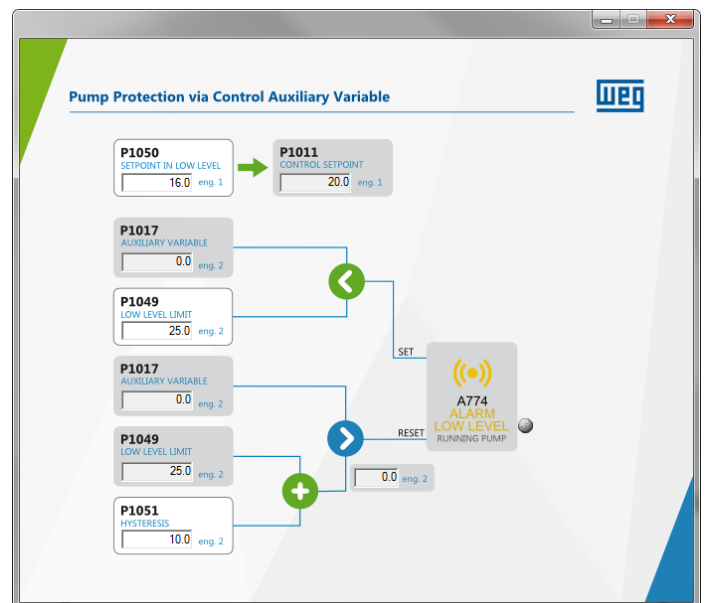 Pump Protection via Control Auxiliary Variable
WEG
P1050
SETPOINT IN LOW LEVEL
16.0 eng. 1
P1011
CONTROL SETPOINT
20.0 eng. 1
P1017
AUXILIARY VARIABLE
0.0 eng. 2
P1049
LOW LEVEL LIMIT
25.0 eng. 2
SET
P1017
AUXILIARY VARIABLE
0.0 eng. 2
A774
ALARM
LOW LEVEL
RUNNING PUMP
RESET
P1049
LOW LEVEL LIMIT
25.0 eng. 2
0.0 eng. 2
P1051
HYSTERESIS
10.0 eng. 2